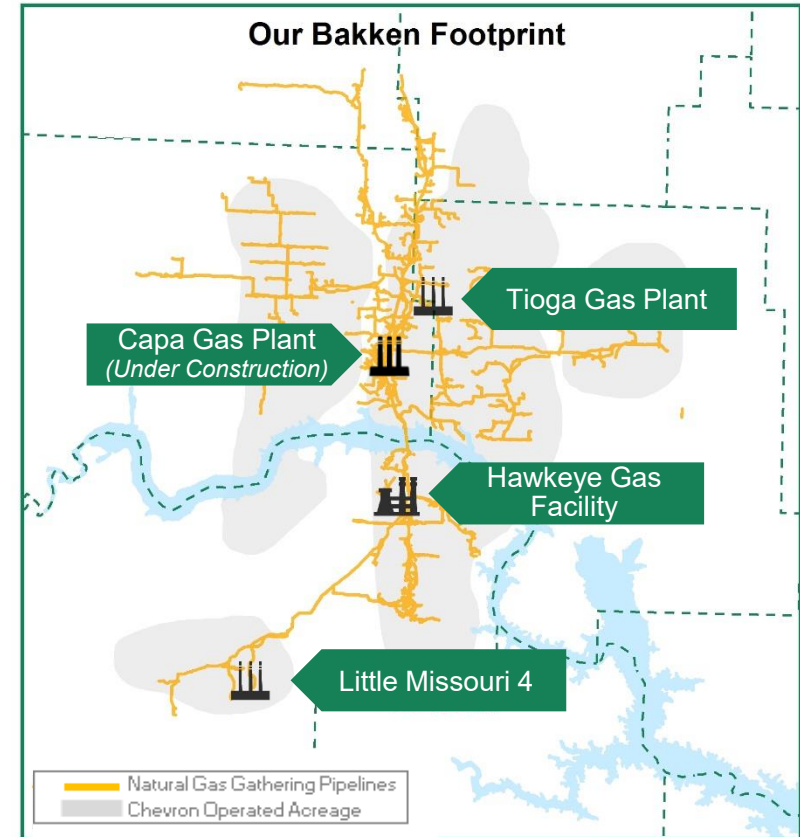 Our Bakken Footprint
Tioga Gas Plant
Capa Gas Plant
(Under Construction)
Hawkeye Gas
Facility
Little Missouri 4
Natural Gas Gathering Pipelines
Chevron Operated Acreage